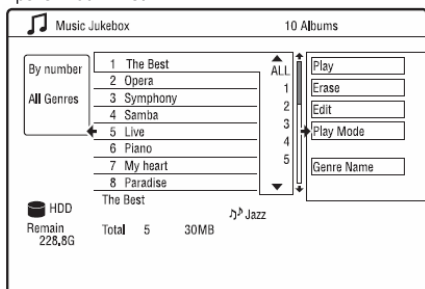 Music Jukebox
10 Albums
By number
All Genres
1 The Best
2 Opera
3 Symphony
4 Samba
5 Live
6 Piano
7 My heart
8 Paradise
ALL
1
2
3
4
5
Play
Erase
Edit
Play Mode
Genre Name
The Best
Jazz
HDD
Remain
228,8G
Total 5 30MB